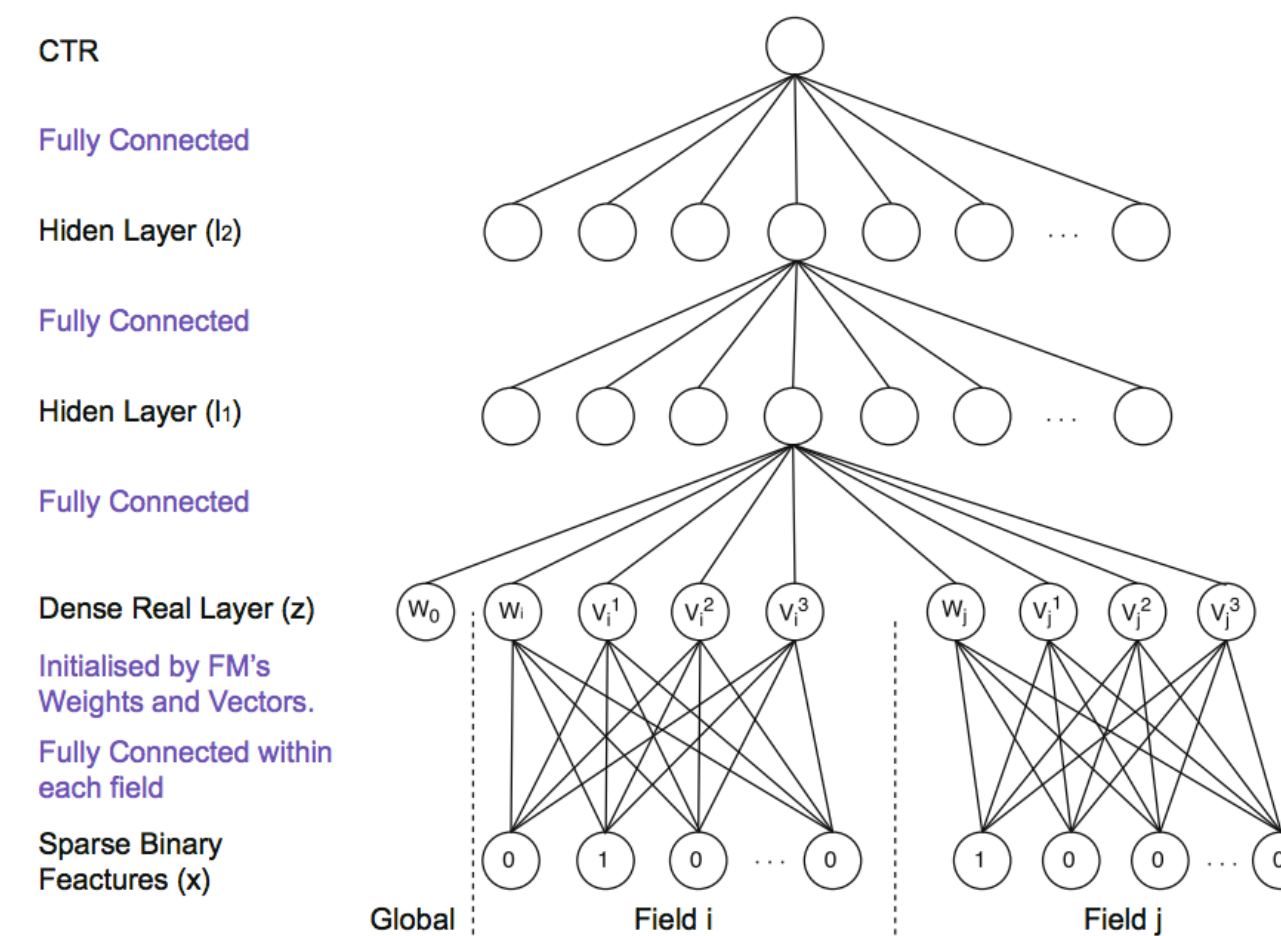 CTR
Fully Connected
Hiden Layer (l2)
. . .
Fully Connected
Hiden Layer (l1)
. . .
Fully Connected
Dense Real Layer (z) W0 Wi Vi1 Vi2 Vi3 Wj Vj1 Vj2 Vj3
Initialised by FM's
Weights and Vectors.
Fully Connected within
each field
Sparse Binary
Feactures (x)
0 1 0 . . . 0 1 0 0 . . . 0
Global Field i Field j